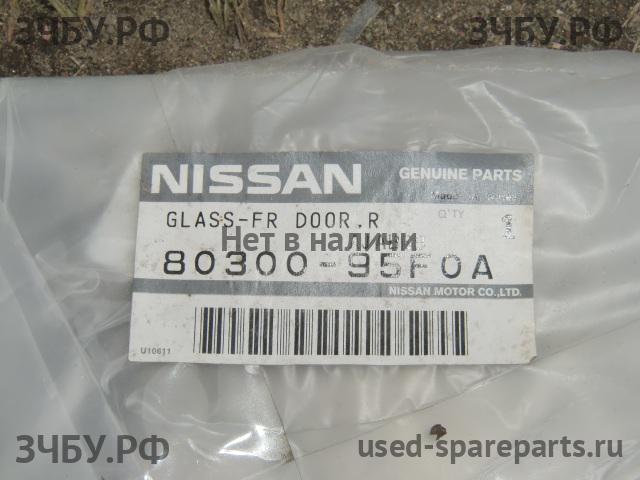 ЗЧБУ.РФ
ЗЧБУ.РФ
NISSAN
GENUINE PARTS
GLASS-FR DOOR,R
Q'TY
1
Нет в наличии
80300-95F0A
NISSAN MOTOR CO.,LTD.
U10611
ЗЧБУ.РФ
used-spareparts.ru